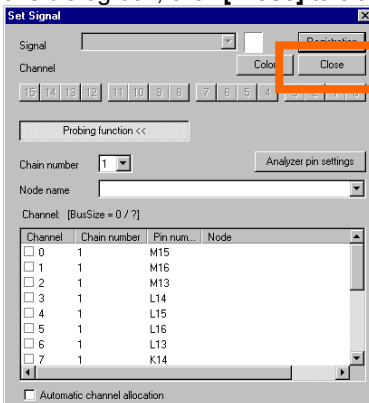 Set Signal
Signal
Registration
Channel Color Close
15 14 13 12 11 10 9 8 7 6 5 4
Probing function <<
Chain number 1 Analyzer pin settings
Node name
Channel: [BusSize = 0 / ?]
Channel Chain number Pin num... Node
0 1 M15
1 1 M16
2 1 M13
3 1 L14
4 1 L15
5 1 L16
6 1 L13
7 1 K14
Automatic channel allocation